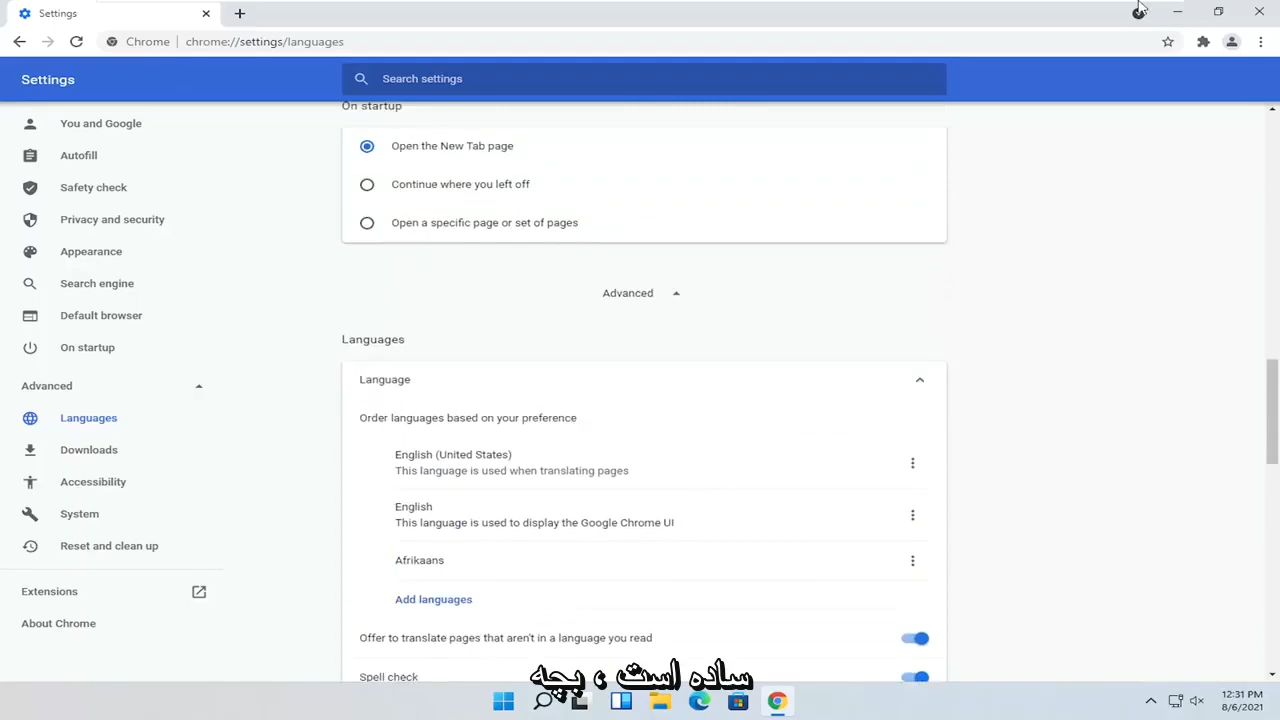 Settings
Chrome
chrome://settings/languages
Settings
Search settings
You and Google
Autofill
Safety check
Privacy and security
Appearance
Search engine
Default browser
On startup
Advanced
Languages
Downloads
Accessibility
System
Reset and clean up
Extensions
About Chrome
On startup
Open the New Tab page
Continue where you left off
Open a specific page or set of pages
Advanced
Languages
Language
Order languages based on your preference
English (United States)
This language is used when translating pages
English
This language is used to display the Google Chrome UI
Afrikaans
Add languages
Offer to translate pages that aren't in a language you read
Spell check
ساده است ، بچه
12:31 PM
8/6/2021